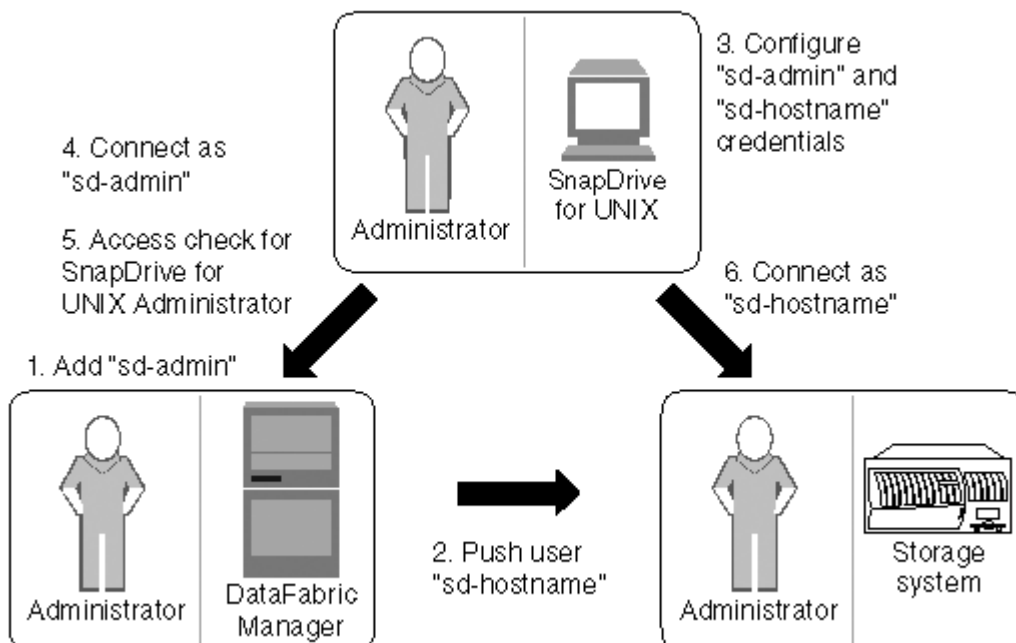 3. Configure
"sd-admin" and
"sd-hostname"
credentials
SnapDrive
for UNIX
Administrator
4. Connect as
"sd-admin"
5. Access check for
SnapDrive for
UNIX Administrator
6. Connect as
"sd-hostname"
1. Add "sd-admin"
Administrator
DataFabric
Manager
2. Push user
"sd-hostname"
Administrator
Storage
system